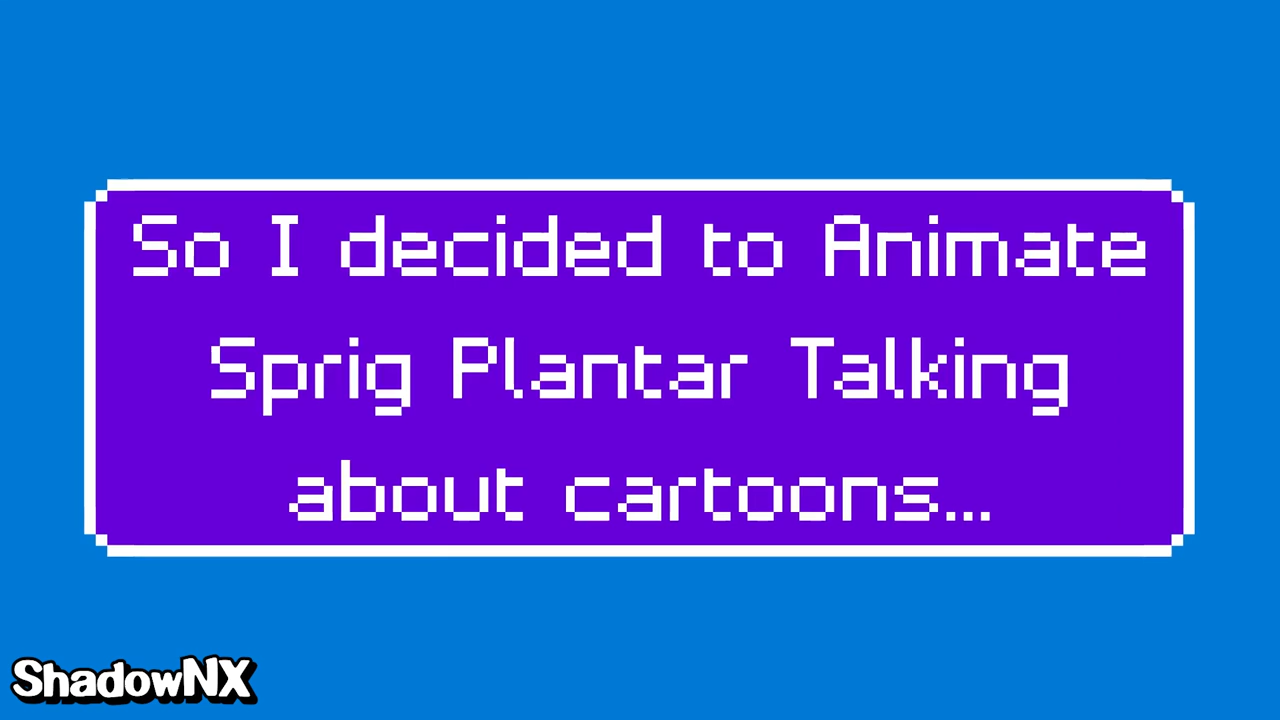 So I decided to Animate
Sprig Plantar Talking
about cartoons...
ShadowNX